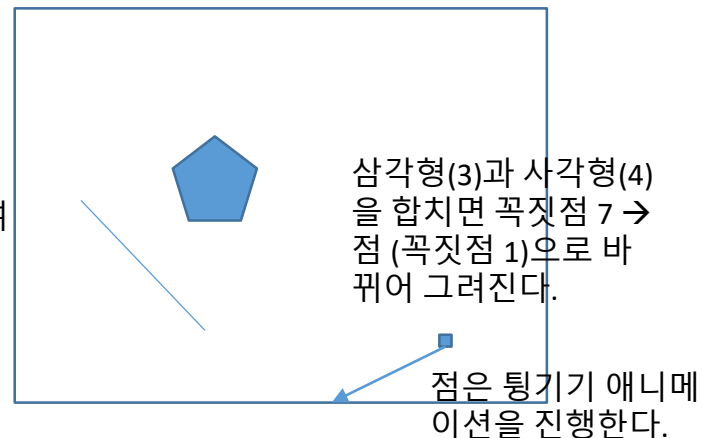 삼각형(3)과 사각형(4)
을 합치면 꼭짓점 7 →
점 (꼭짓점 1)으로 바
뀌어 그려진다.
점은 튕기기 애니메
이션을 진행한다.